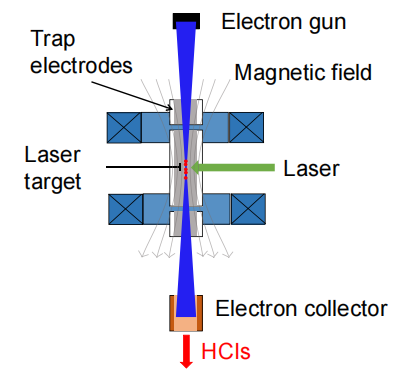 Electron gun
Trap
electrodes
Magnetic field
Laser
target
Laser
Electron collector
HCIs